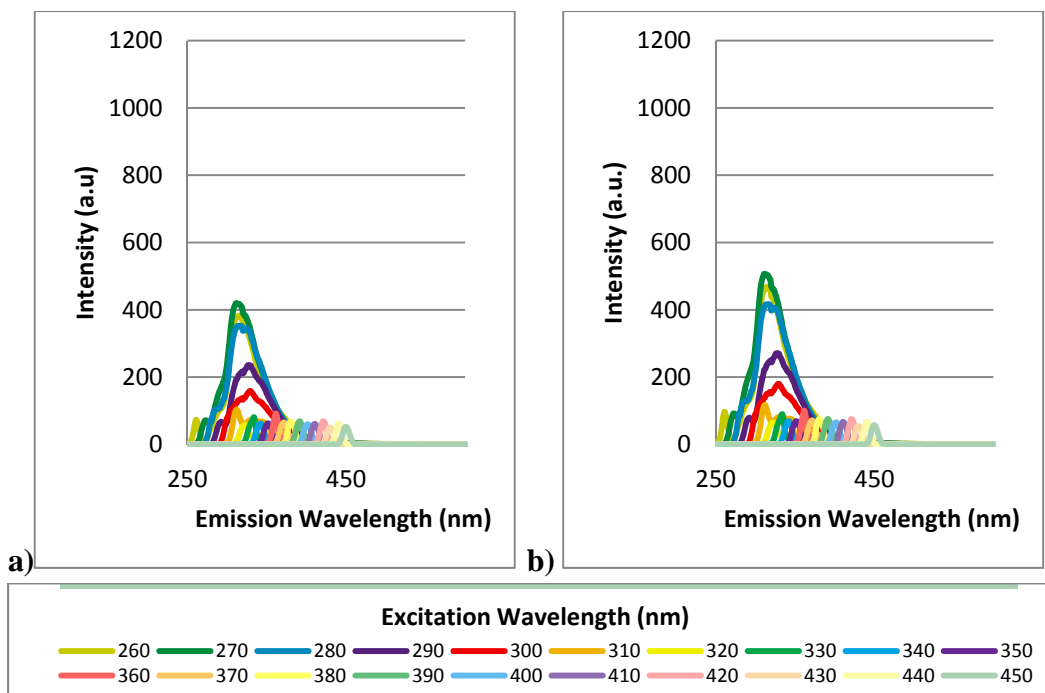 1200
1000
800
600
400
200
0
250 450
Intensity (a.u)
Emission Wavelength (nm)
a)
1200
1000
800
600
400
200
0
250 450
Intensity (a.u.)
Emission Wavelength (nm)
b)
Excitation Wavelength (nm)
260 270 280 290 300 310 320 330 340 350
360 370 380 390 400 410 420 430 440 450